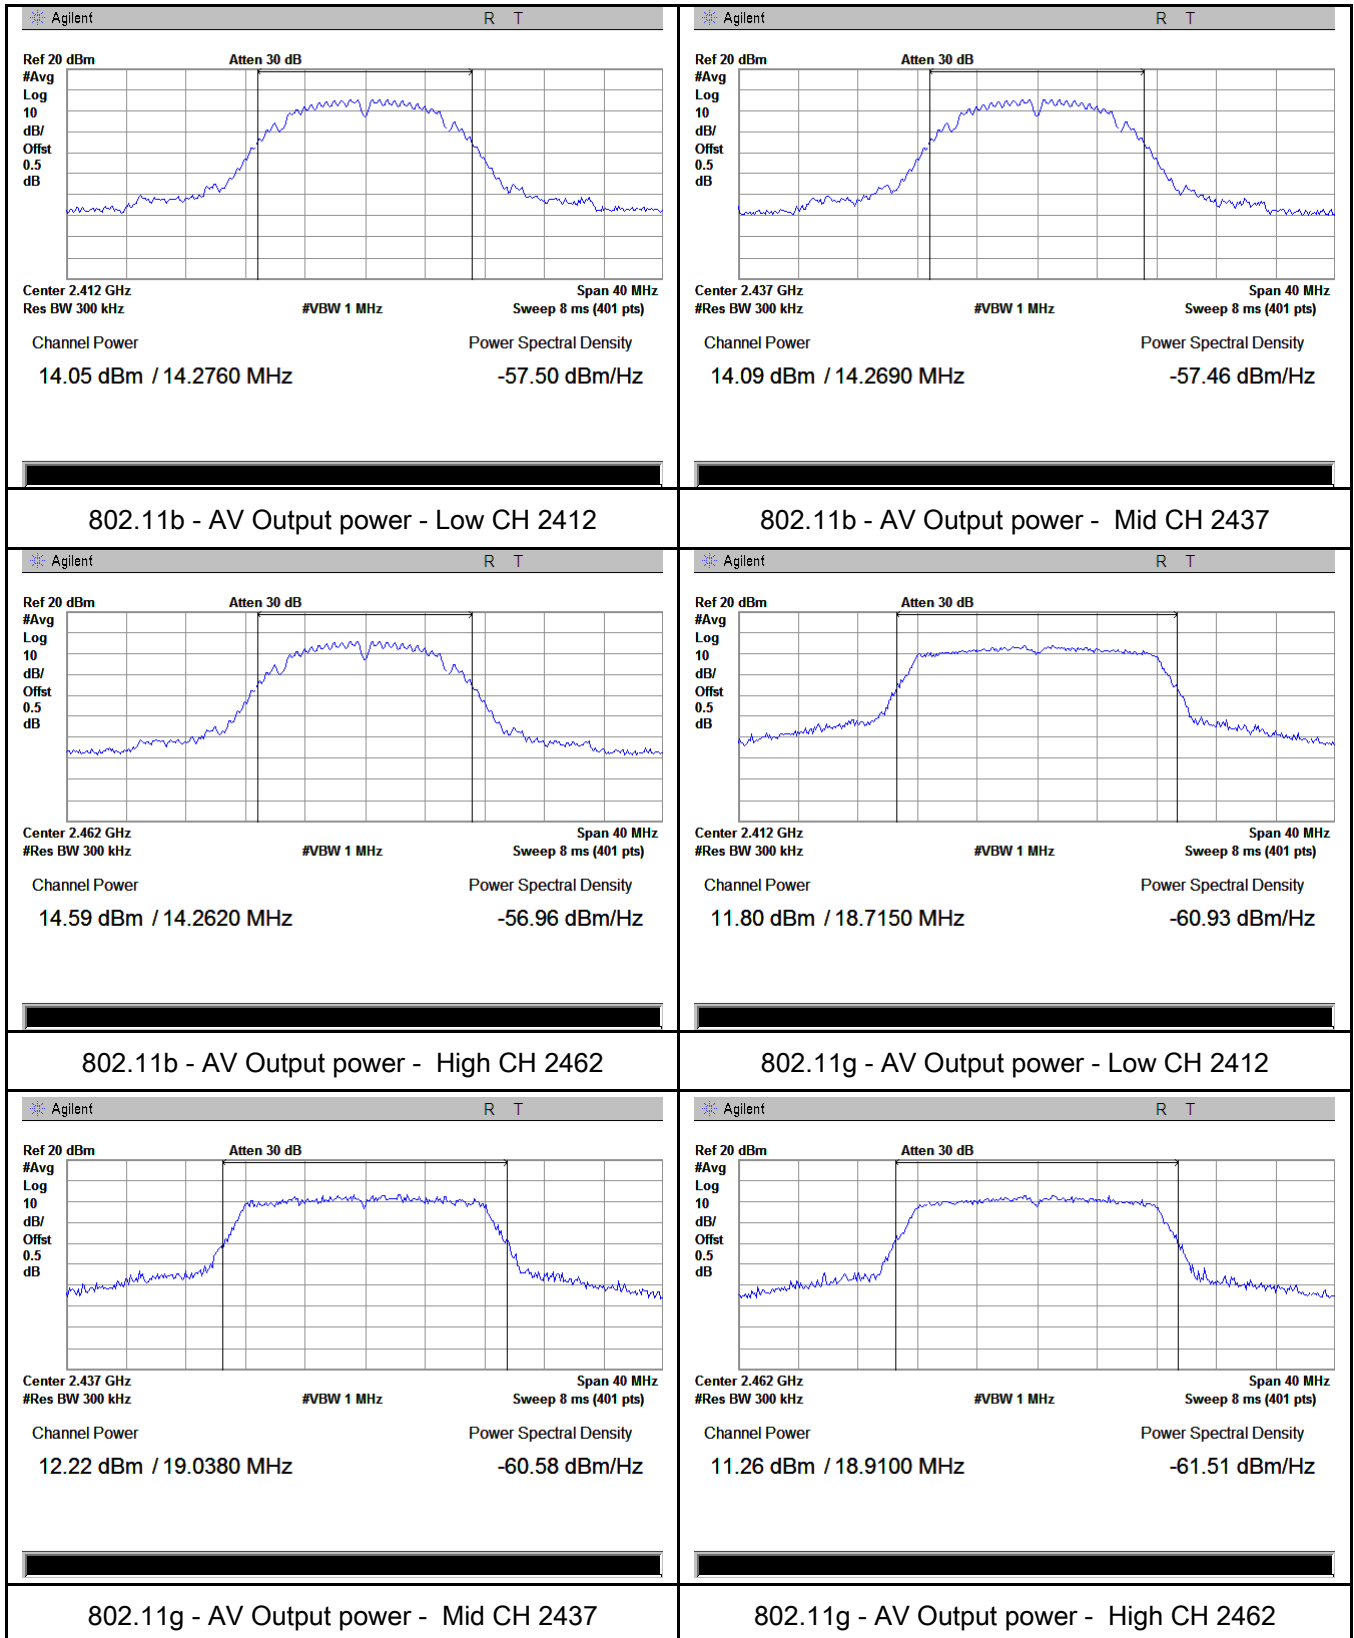 Agilent R T
Ref 20 dBm Atten 30 dB
#Avg
Log
10
dB/
Offst
0.5
dB
Center 2.412 GHz Span 40 MHz
Res BW 300 kHz #VBW 1 MHz Sweep 8 ms (401 pts)
Channel Power Power Spectral Density
14.05 dBm / 14.2760 MHz -57.50 dBm/Hz
802.11b - AV Output power - Low CH 2412
Agilent R T
Ref 20 dBm Atten 30 dB
#Avg
Log
10
dB/
Offst
0.5
dB
Center 2.437 GHz Span 40 MHz
#Res BW 300 kHz #VBW 1 MHz Sweep 8 ms (401 pts)
Channel Power Power Spectral Density
14.09 dBm / 14.2690 MHz -57.46 dBm/Hz
802.11b - AV Output power - Mid CH 2437
Agilent R T
Ref 20 dBm Atten 30 dB
#Avg
Log
10
dB/
Offst
0.5
dB
Center 2.462 GHz Span 40 MHz
#Res BW 300 kHz #VBW 1 MHz Sweep 8 ms (401 pts)
Channel Power Power Spectral Density
14.59 dBm / 14.2620 MHz -56.96 dBm/Hz
802.11b - AV Output power - High CH 2462
Agilent R T
Ref 20 dBm Atten 30 dB
#Avg
Log
10
dB/
Offst
0.5
dB
Center 2.412 GHz Span 40 MHz
#Res BW 300 kHz #VBW 1 MHz Sweep 8 ms (401 pts)
Channel Power Power Spectral Density
11.80 dBm / 18.7150 MHz -60.93 dBm/Hz
802.11g - AV Output power - Low CH 2412
Agilent R T
Ref 20 dBm Atten 30 dB
#Avg
Log
10
dB/
Offst
0.5
dB
Center 2.437 GHz Span 40 MHz
#Res BW 300 kHz #VBW 1 MHz Sweep 8 ms (401 pts)
Channel Power Power Spectral Density
12.22 dBm / 19.0380 MHz -60.58 dBm/Hz
802.11g - AV Output power - Mid CH 2437
Agilent R T
Ref 20 dBm Atten 30 dB
#Avg
Log
10
dB/
Offst
0.5
dB
Center 2.462 GHz Span 40 MHz
#Res BW 300 kHz #VBW 1 MHz Sweep 8 ms (401 pts)
Channel Power Power Spectral Density
11.26 dBm / 18.9100 MHz -61.51 dBm/Hz
802.11g - AV Output power - High CH 2462